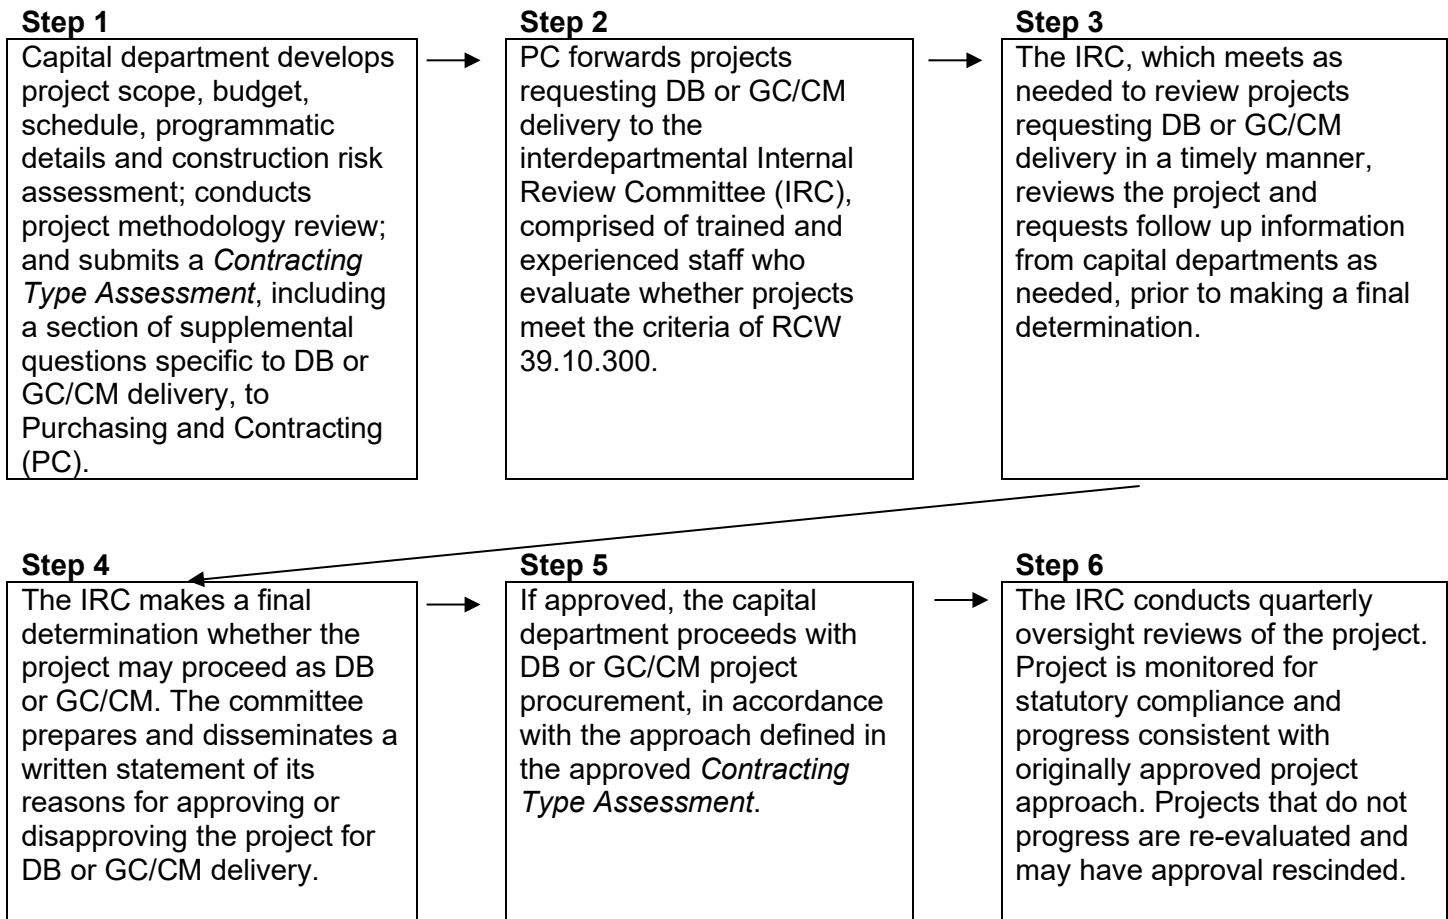 Step 1
Capital department develops
project scope, budget,
schedule, programmatic
details and construction risk
assessment; conducts
project methodology review;
and submits a Contracting
Type Assessment, including
a section of supplemental
questions specific to DB or
GC/CM delivery, to
Purchasing and Contracting
(PC).
Step 2
PC forwards projects
requesting DB or GC/CM
delivery to the
interdepartmental Internal
Review Committee (IRC),
comprised of trained and
experienced staff who
evaluate whether projects
meet the criteria of RCW
39.10.300.
Step 3
The IRC, which meets as
needed to review projects
requesting DB or GC/CM
delivery in a timely manner,
reviews the project and
requests follow up information
from capital departments as
needed, prior to making a final
determination.
Step 4
The IRC makes a final
determination whether the
project may proceed as DB
or GC/CM. The committee
prepares and disseminates a
written statement of its
reasons for approving or
disapproving the project for
DB or GC/CM delivery.
Step 5
If approved, the capital
department proceeds with
DB or GC/CM project
procurement, in accordance
with the approach defined in
the approved Contracting
Type Assessment.
Step 6
The IRC conducts quarterly
oversight reviews of the project.
Project is monitored for
statutory compliance and
progress consistent with
originally approved project
approach. Projects that do not
progress are re-evaluated and
may have approval rescinded.